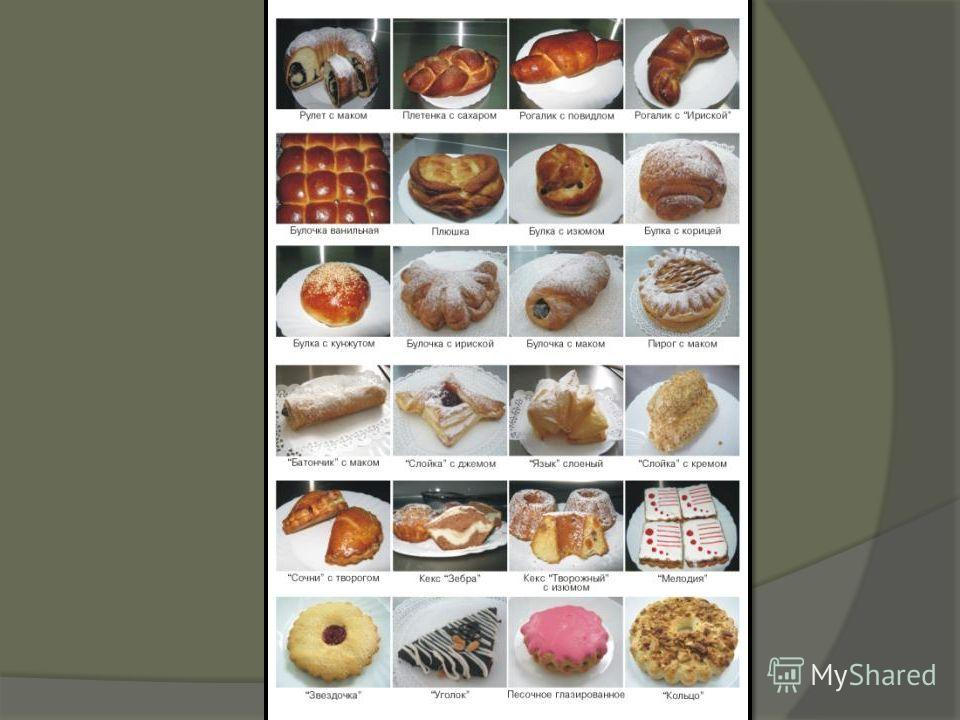 Рулет с маком
Плетенка с сахаром
Рогалик с повидлом
Рогалик с “Ириской”
Булочка ванильная
Плюшка
Булка с изюмом
Булка с корицей
Булка с кунжутом
Булочка с ириской
Булочка с маком
Пирог с маком
“Батончик” с маком
“Слойка” с джемом
“Язык” слоеный
“Слойка” с кремом
“Сочни” с творогом
Кекс “Зебра”
Кекс “Творожный”
с изюмом
“Мелодия”
“Звездочка”
“Уголок”
Песочное глазированное
“Кольцо”
MyShared